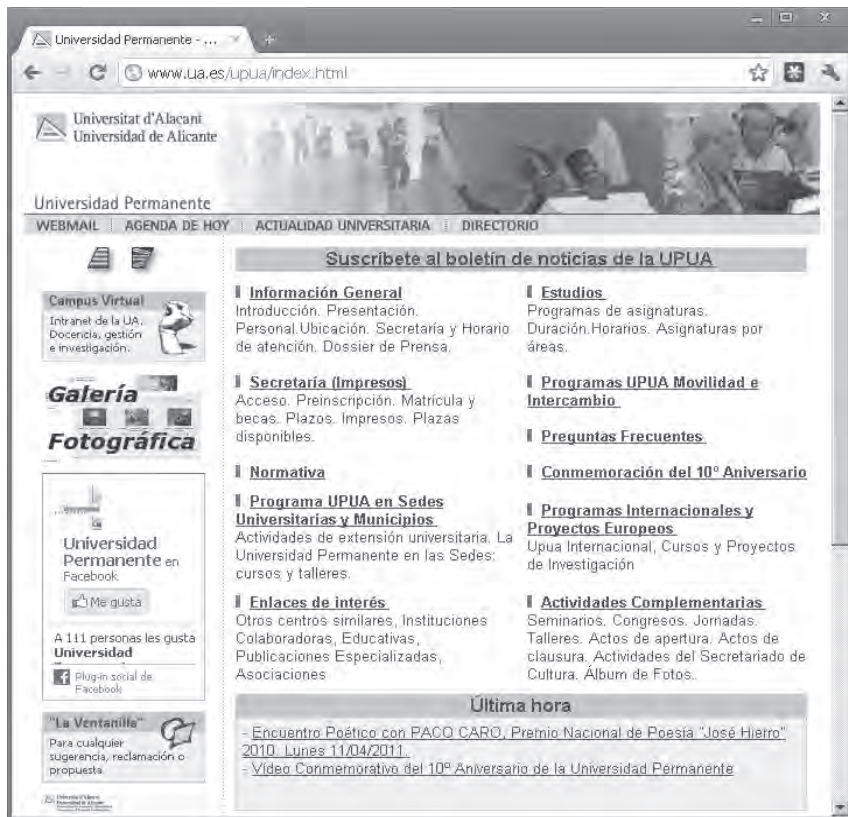 Universidad Permanente - ...
www.ua.es/upua/index.html
Universitat d'Alacant
Universidad de Alicante
Universidad Permanente
WEBMAIL AGENDA DE HOY ACTUALIDAD UNIVERSITARIA DIRECTORIO
Campus Virtual
Intranet de la UA.
Docencia, gestión
e investigación.
Galería
Fotográfica
Universidad
Permanente en
Facebook
Me gusta
A 111 personas les gusta
Universidad
Plug-in social de
Facebook
"La Ventanilla"
Para cualquier
sugerencia, reclamación o
propuesta.
Suscríbete al boletín de noticias de la UPUA
Información General
Introducción. Presentación.
Personal.Ubicación. Secretaría y Horario
de atención. Dossier de Prensa.
Secretaría (Impresos)
Acceso. Preinscripción. Matrícula y
becas. Plazos. Impresos. Plazas
disponibles.
Normativa
Programa UPUA en Sedes
Universitarias y Municipios
Actividades de extensión universitaria. La
Universidad Permanente en las Sedes:
cursos y talleres.
Enlaces de interés
Otros centros similares, Instituciones
Colaboradoras, Educativas,
Publicaciones Especializadas,
Asociaciones
Estudios
Programas de asignaturas.
Duración.Horarios. Asignaturas por
áreas.
Programas UPUA Movilidad e
Intercambio
Preguntas Frecuentes
Conmemoración del 10º Aniversario
Programas Internacionales y
Proyectos Europeos
Upua Internacional, Cursos y Proyectos
de Investigación
Actividades Complementarias
Seminarios. Congresos. Jornadas.
Talleres. Actos de apertura. Actos de
clausura. Actividades del Secretariado de
Cultura. Álbum de Fotos.
Última hora
- Encuentro Poético con PACO CARO, Premio Nacional de Poesía "José Hierro"
2010. Lunes 11/04/2011.
- Vídeo Conmemorativo del 10º Aniversario de la Universidad Permanente